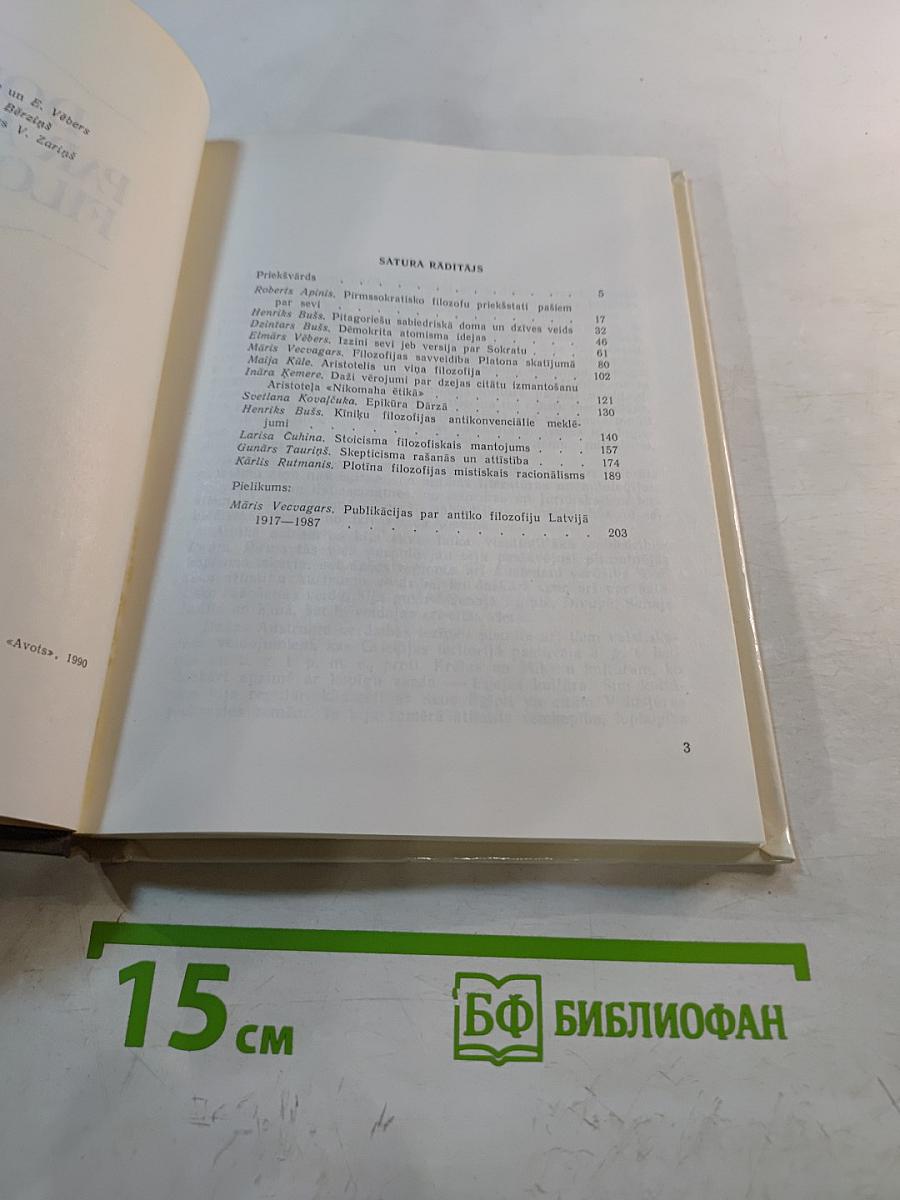 un E. Vēbers
Bērziņš
V. Zariņš
«Avots», 1990
SATURA RĀDĪTĀJS
Priekšvārds . . . . . . . . . . . . 5
Roberts Apinis. Pirmssokratisko filozofu priekšstati pašiem
par sevi . . . . . . . . . . . . 17
Henriks Bušs. Pitagoriešu sabiedriskā doma un dzīves veids 32
Dzintars Bušs. Dēmokrita atomisma idejas . . . . . 46
Elmārs Vēbers. Izzini sevi jeb versija par Sokratu . . . 61
Māris Vecvagars. Filozofijas savveidība Platona skatījumā 80
Maija Kūle. Aristotelis un viņa filozofija . . . . . 102
Ināra Ķemere. Daži vērojumi par dzejas citātu izmantošanu
Aristoteļa «Nikomaha ētikā» . . . . . . . 121
Svetlana Kovaļčuka. Epikūra Dārzā . . . . . . 130
Henriks Bušs. Kīniķu filozofijas antikonvenciālie meklē-
jumi . . . . . . . . . . . . . 140
Larisa Čuhina. Stoicisma filozofiskais mantojums . . . 157
Gunārs Tauriņš. Skepticisma rašanās un attīstība . . . 174
Kārlis Rutmanis. Plotīna filozofijas mistiskais racionālisms 189
Pielikums:
Māris Vecvagars. Publikācijas par antīko filozofiju Latvijā
1917—1987 . . . . . . . . . . . . 203
3
15 см
БФ БИБЛИОФАН